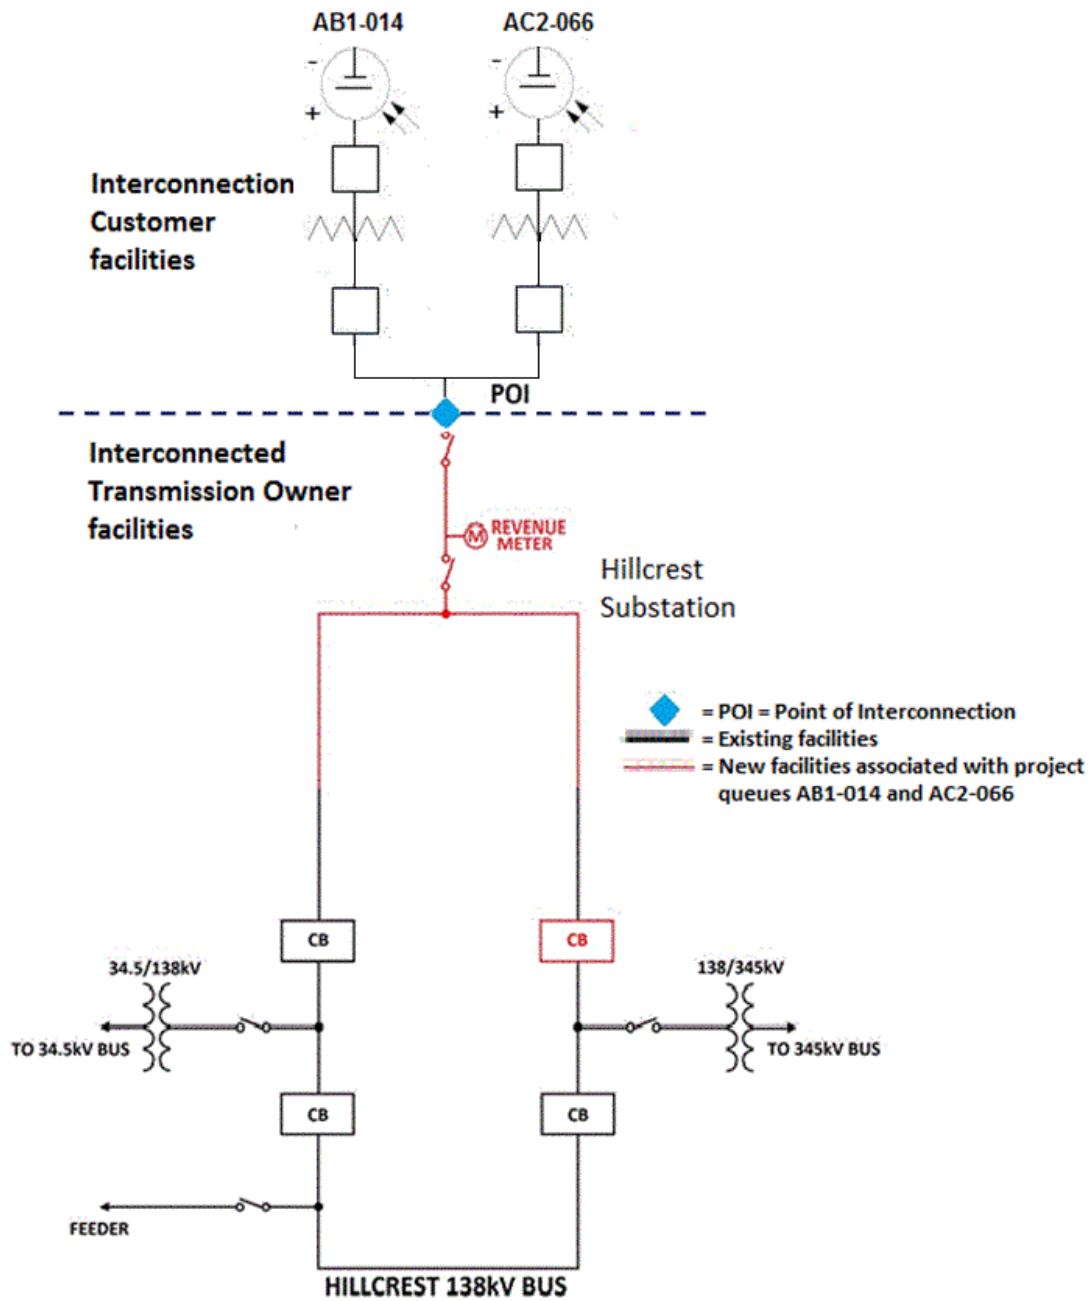 AB1-014
AC2-066
-
-
+
+
Interconnection
Customer
facilities
POI
Interconnected
Transmission Owner
facilities
M
REVENUE
METER
Hillcrest
Substation
= POI = Point of Interconnection
= Existing facilities
= New facilities associated with project
queues AB1-014 and AC2-066
CB
CB
34.5/138kV
138/345kV
TO 34.5kV BUS
TO 345kV BUS
CB
CB
FEEDER
HILLCREST 138kV BUS